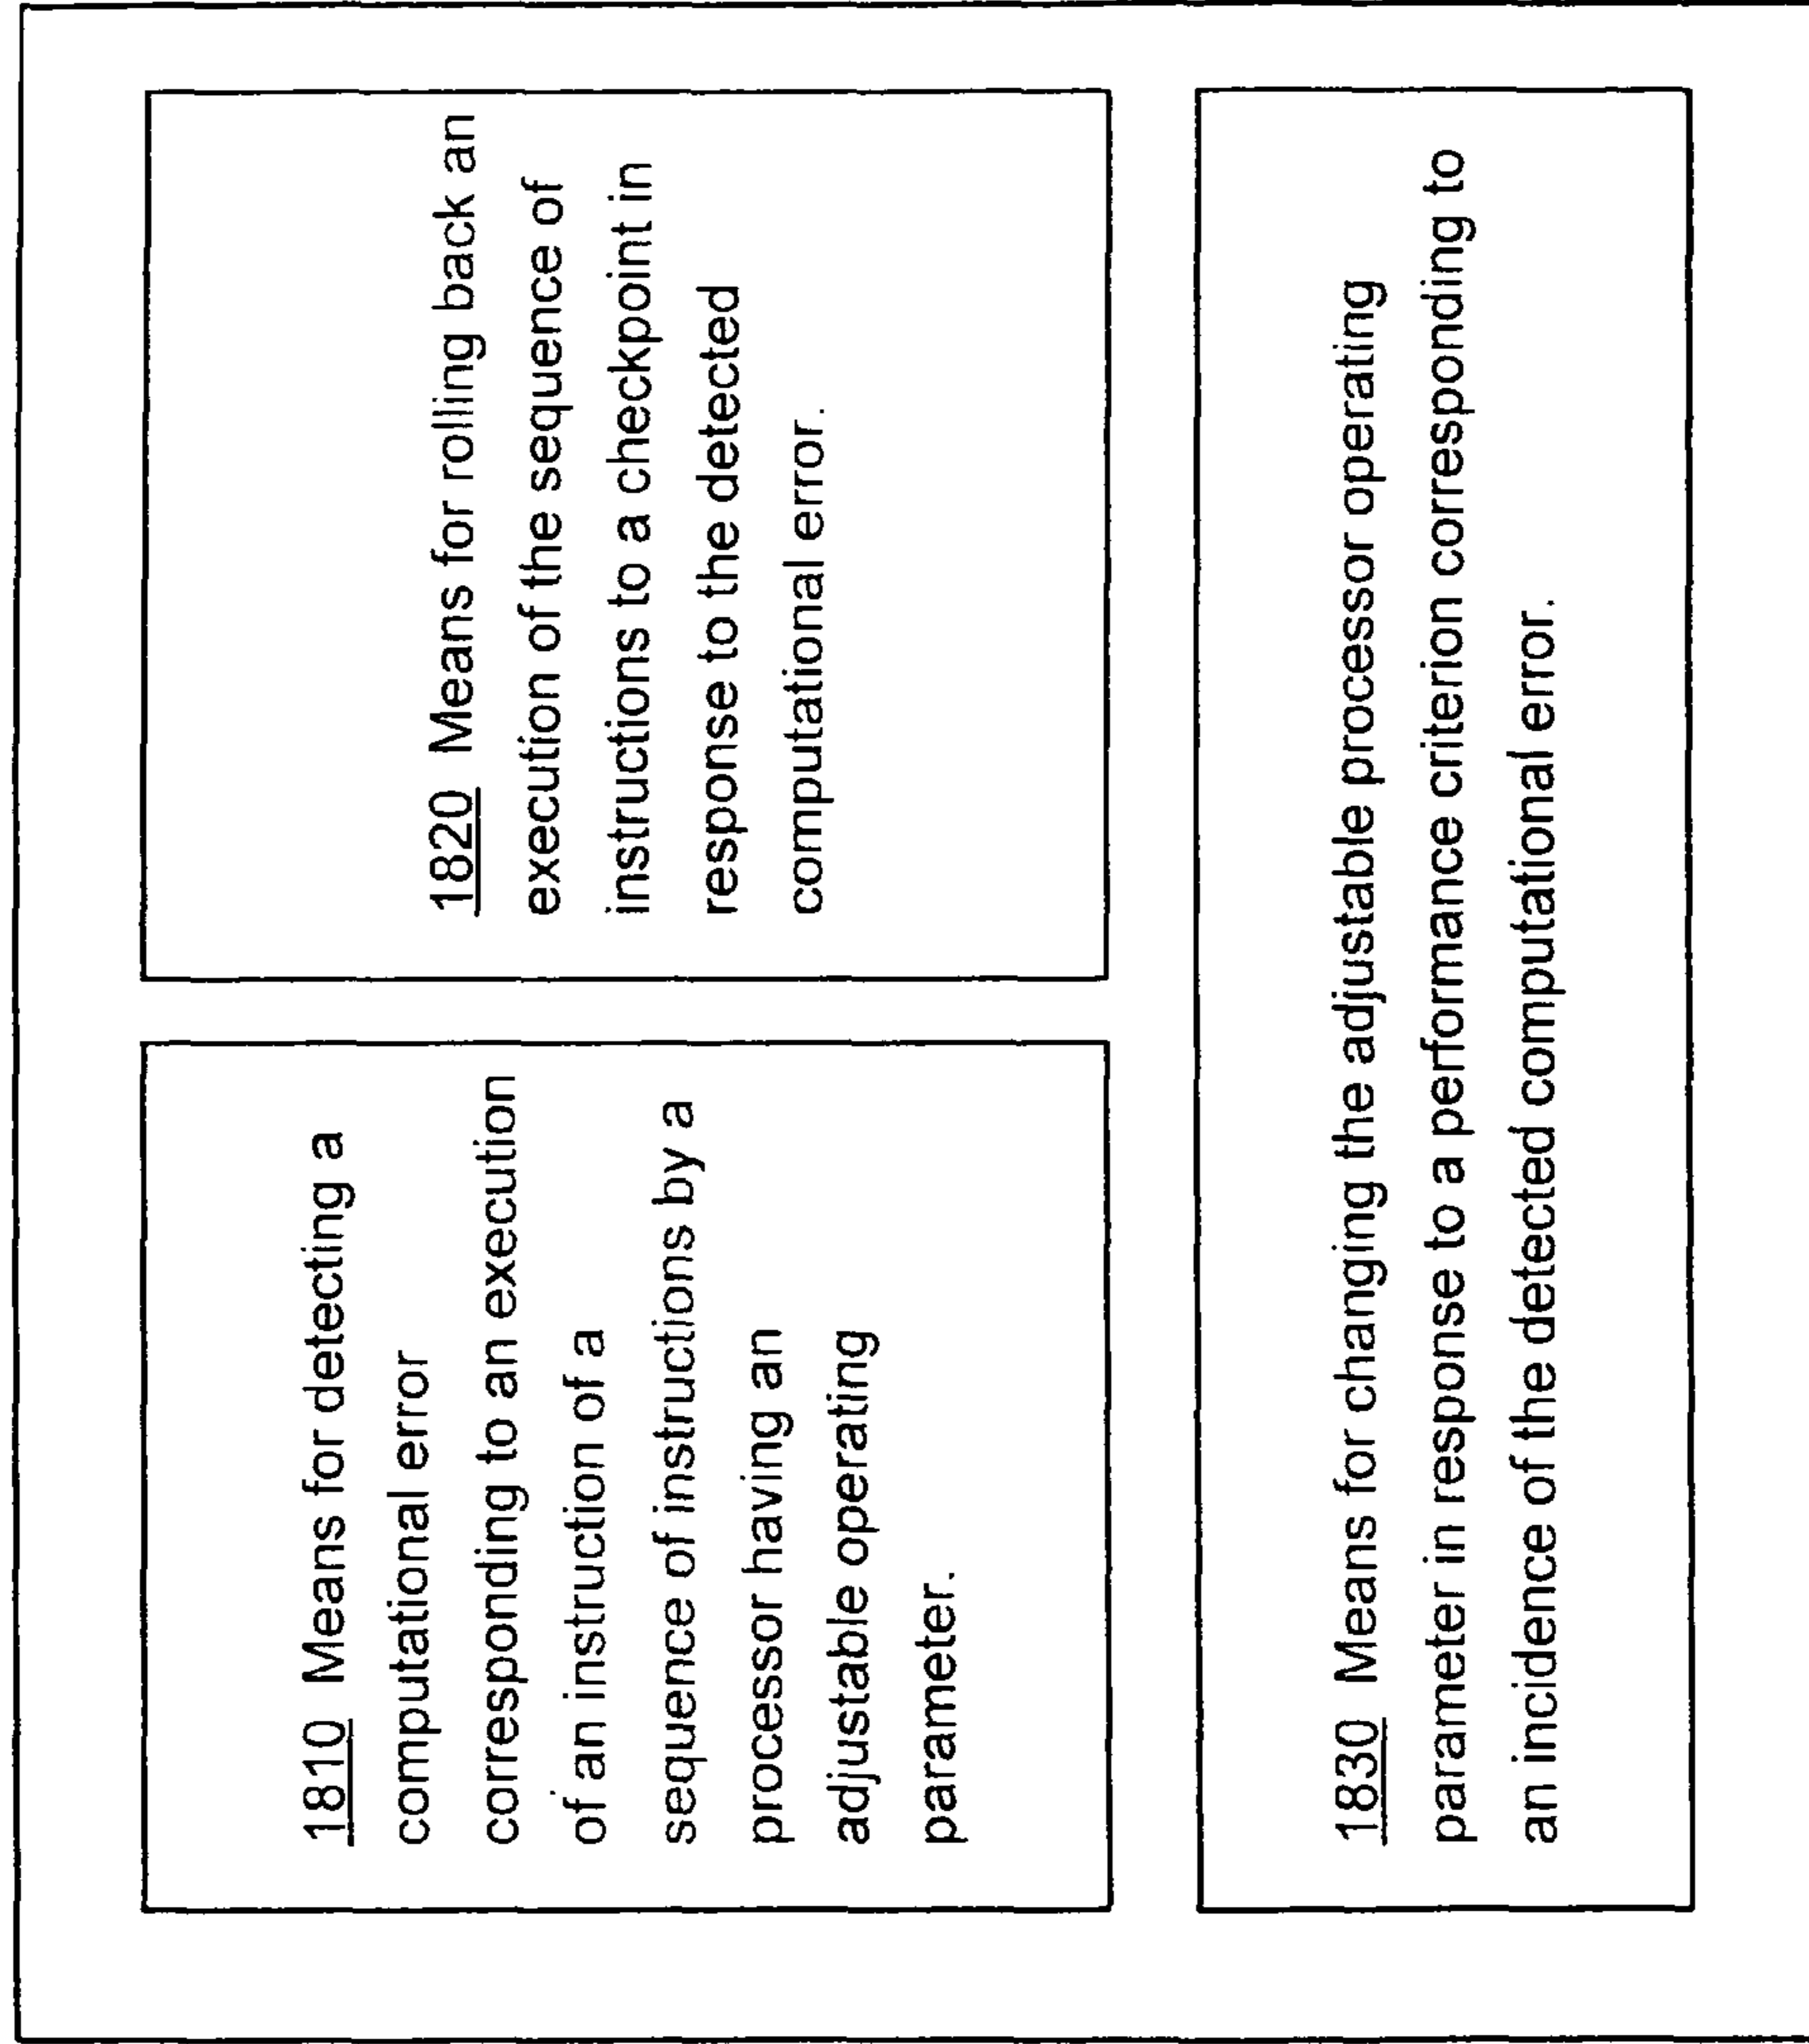 1810 Means for detecting a
computational error
corresponding to an execution
of an instruction of a
sequence of instructions by a
processor having an
adjustable operating
parameter.
1820 Means for rolling back an
execution of the sequence of
instructions to a checkpoint in
response to the detected
computational error.
1830 Means for changing the adjustable processor operating
parameter in response to a performance criterion corresponding to
an incidence of the detected computational error.